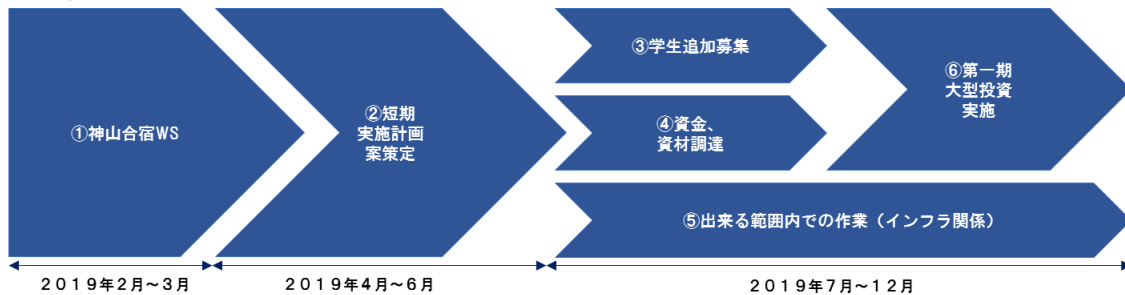 ①神山合宿WS
②短期
実施計画
案策定
③学生追加募集
④資金、
資材調達
⑥第一期
大型投資
実施
⑤出来る範囲内での作業（インフラ関係）
２０１９年２月～３月
２０１９年４月～６月
２０１９年７月～１２月